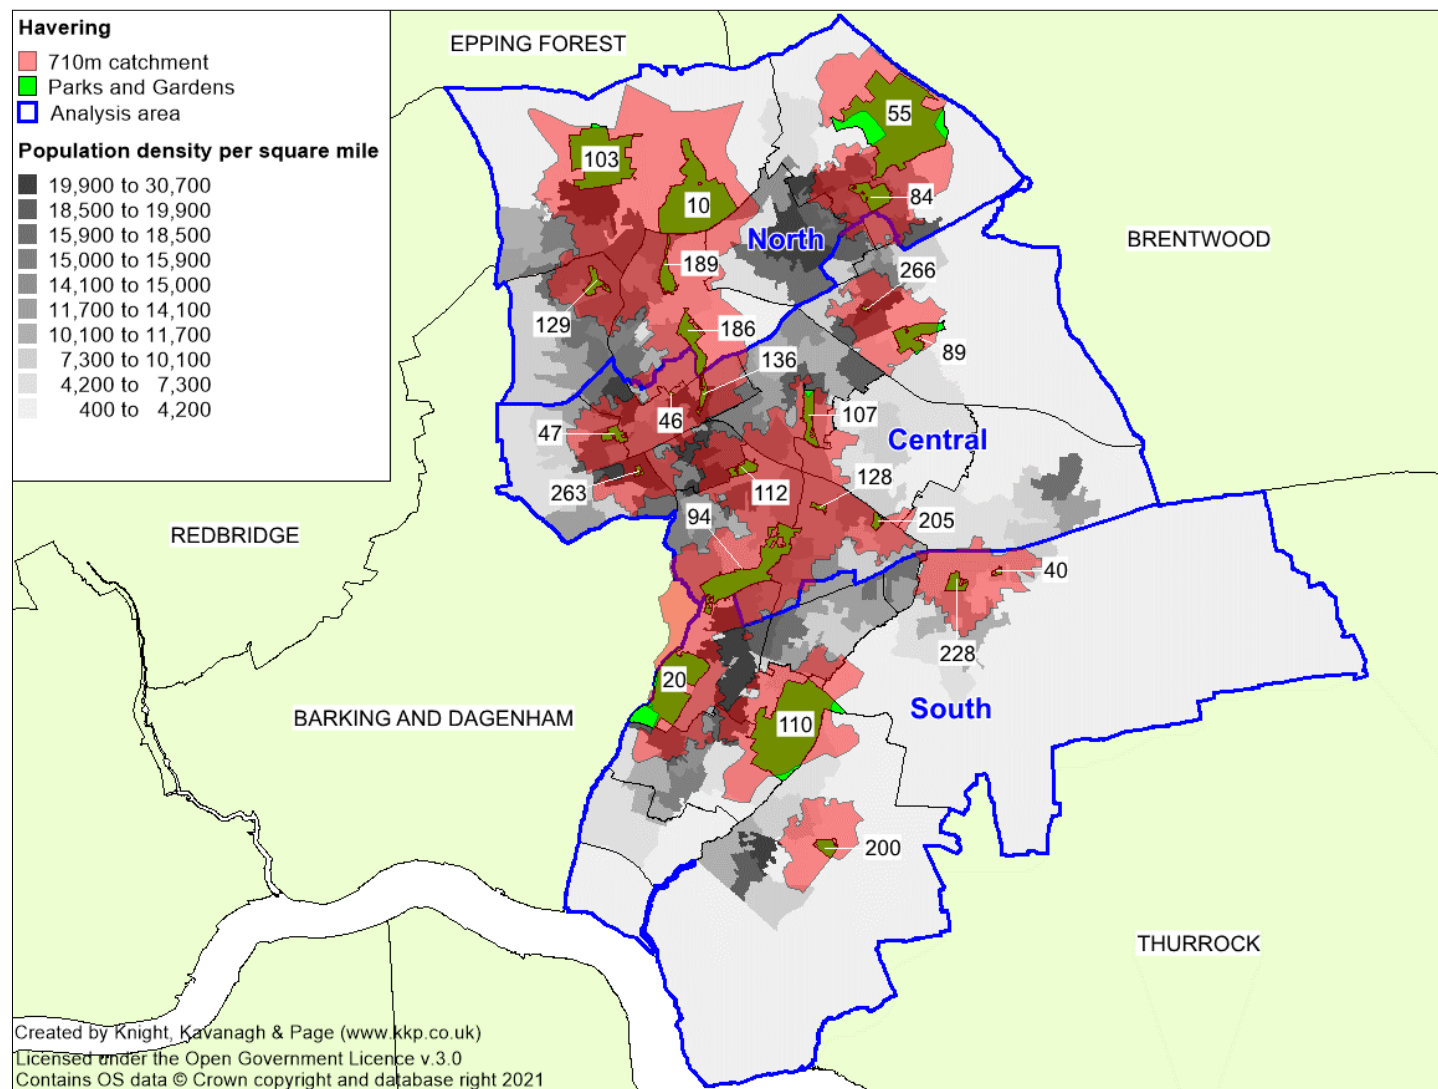 Havering
710m catchment
Parks and Gardens
Analysis area
Population density per square mile
19,900 to 30,700
18,500 to 19,900
15,900 to 18,500
15,000 to 15,900
14,100 to 15,000
11,700 to 14,100
10,100 to 11,700
7,300 to 10,100
4,200 to 7,300
400 to 4,200
EPPING FOREST
55
103
84
10
North
BRENTWOOD
189
266
129
186
89
136
46
107
47
Central
263
112
128
94
205
REDBRIDGE
40
228
20
South
BARKING AND DAGENHAM
110
200
THURROCK
Created by Knight, Kavanagh & Page (www.kkp.co.uk)
Licensed under the Open Government Licence v.3.0
Contains OS data © Crown copyright and database right 2021